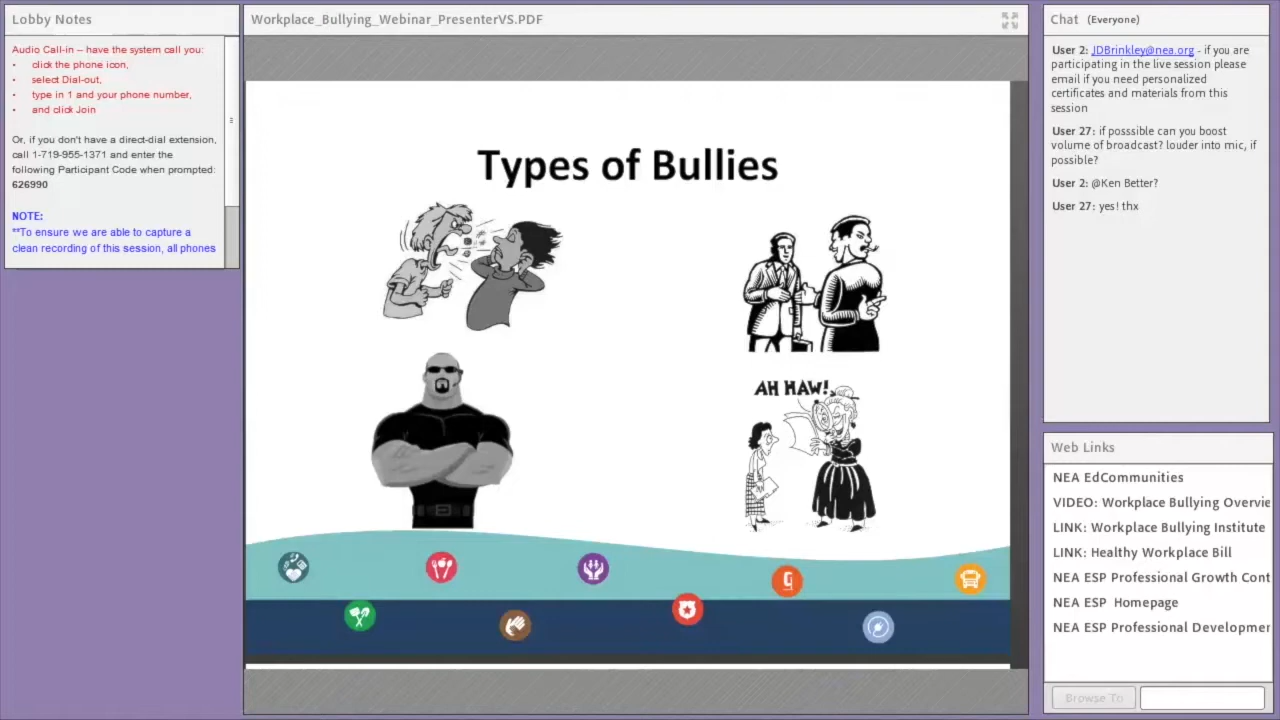 Lobby Notes
Audio Call-in – have the system call you:
• click the phone icon,
• select Dial-out,
• type in 1 and your phone number,
• and click Join
Or, if you don't have a direct-dial extension,
call 1-719-955-1371 and enter the
following Participant Code when prompted:
626990
NOTE:
**To ensure we are able to capture a
clean recording of this session, all phones
Workplace_Bullying_Webinar_PresenterVS.PDF
Types of Bullies
AH HAW!
Chat (Everyone)
User 2: JDBrinkley@nea.org - if you are
participating in the live session please
email if you need personalized
certificates and materials from this
session
User 27: if posssible can you boost
volume of broadcast? louder into mic, if
possible?
User 2: @Ken Better?
User 27: yes! thx
Web Links
NEA EdCommunities
VIDEO: Workplace Bullying Overvie
LINK: Workplace Bullying Institute
LINK: Healthy Workplace Bill
NEA ESP Professional Growth Cont
NEA ESP Homepage
NEA ESP Professional Developmen
Browse To